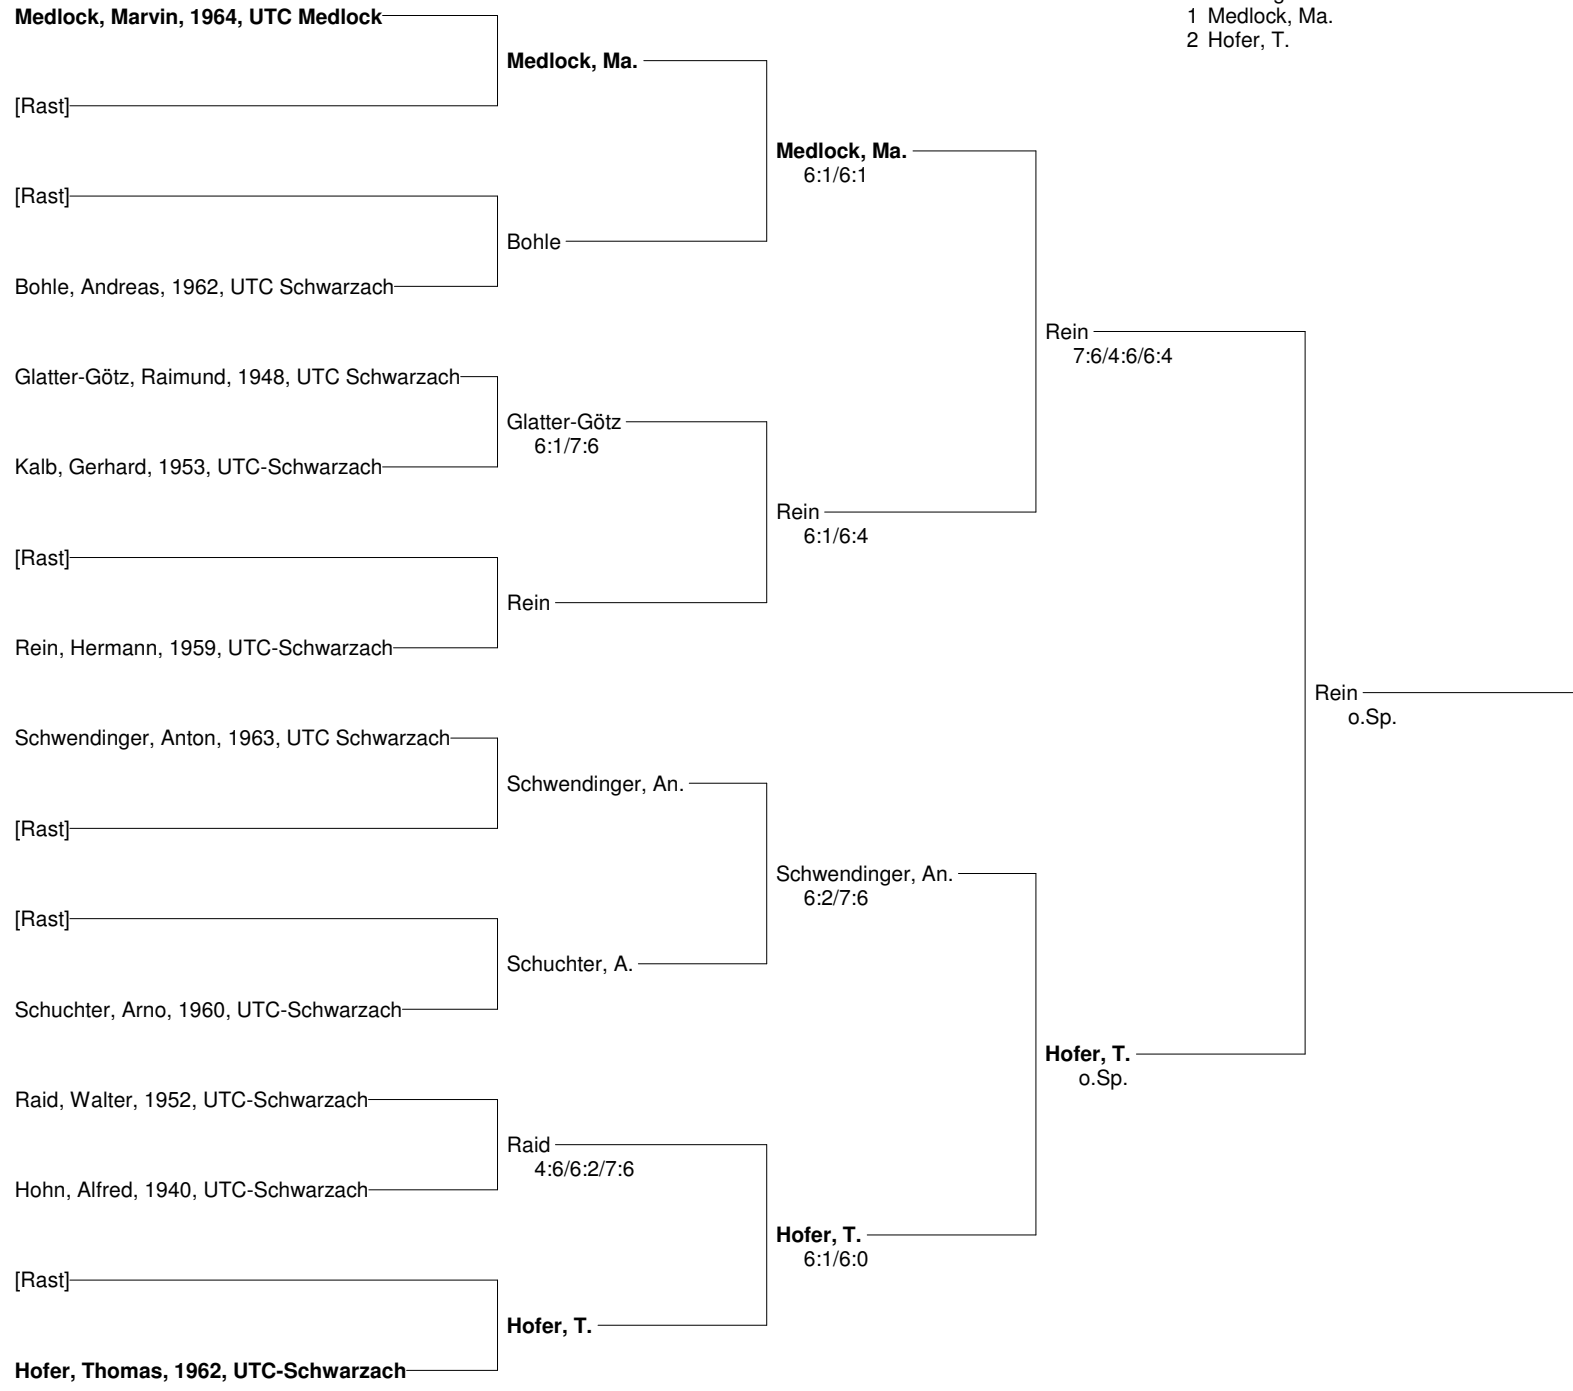 Medlock, Marvin, 1964, UTC Medlock
1 Medlock, Ma.
2 Hofer, T.
Medlock, Ma.
[Rast]
Medlock, Ma.
6:1/6:1
[Rast]
Bohle
Bohle, Andreas, 1962, UTC Schwarzach
Rein
7:6/4:6/6:4
Glatter-Götz, Raimund, 1948, UTC Schwarzach
Glatter-Götz
6:1/7:6
Kalb, Gerhard, 1953, UTC-Schwarzach
Rein
6:1/6:4
[Rast]
Rein
Rein, Hermann, 1959, UTC-Schwarzach
Rein
o.Sp.
Schwendinger, Anton, 1963, UTC Schwarzach
Schwendinger, An.
[Rast]
Schwendinger, An.
6:2/7:6
[Rast]
Schuchter, A.
Schuchter, Arno, 1960, UTC-Schwarzach
Hofer, T.
o.Sp.
Raid, Walter, 1952, UTC-Schwarzach
Raid
4:6/6:2/7:6
Hohn, Alfred, 1940, UTC-Schwarzach
Hofer, T.
6:1/6:0
[Rast]
Hofer, T.
Hofer, Thomas, 1962, UTC-Schwarzach